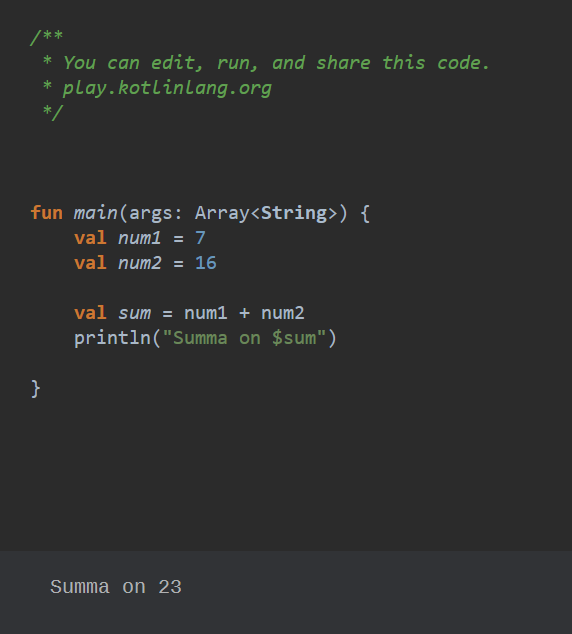 /**
 * You can edit, run, and share this code.
 * play.kotlinlang.org
 */
fun main(args: Array<String>) {
    val num1 = 7
    val num2 = 16
    val sum = num1 + num2
    println("Summa on $sum")
}
Summa on 23